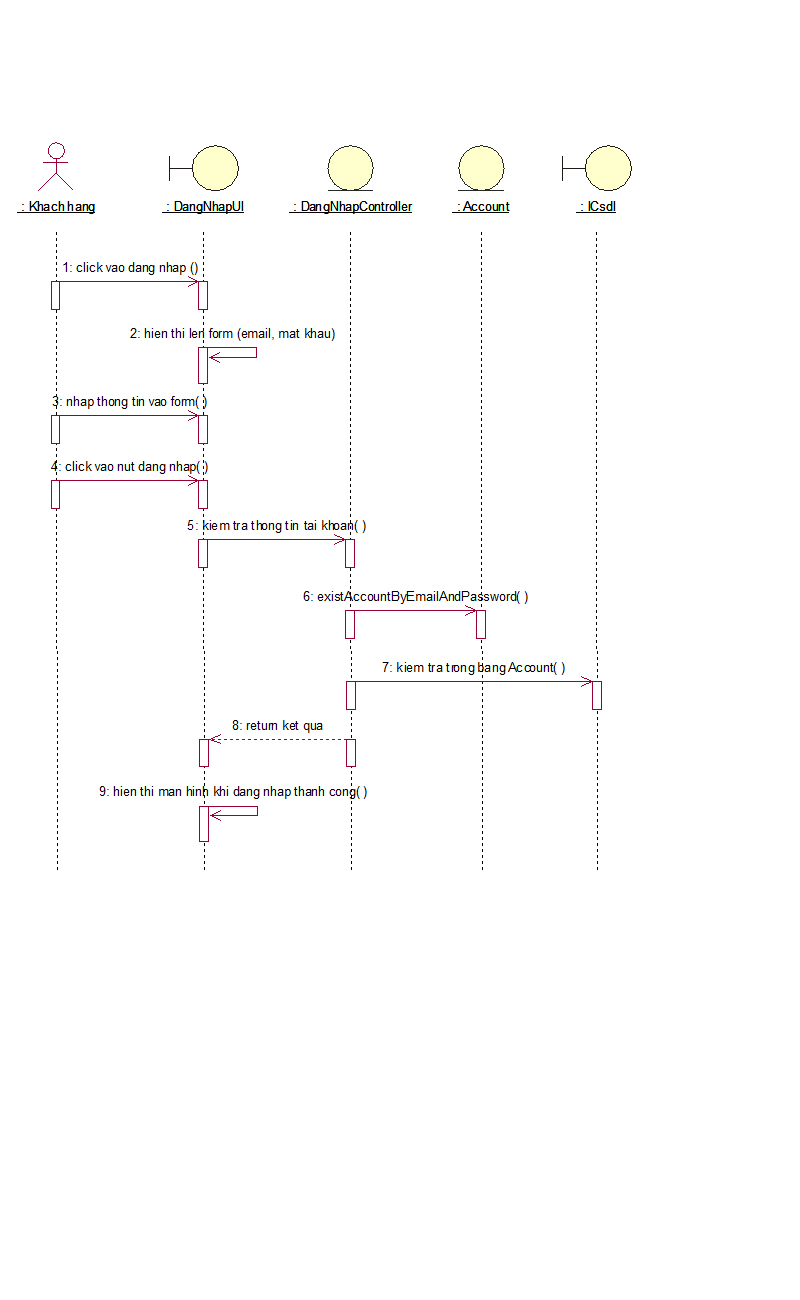 : Khach hang
: DangNhapUI
: DangNhapController
: Account
: ICsdl
1: click vao dang nhap ()
2: hien thi len form (email, mat khau)
3: nhap thong tin vao form( )
4: click vao nut dang nhap( )
5: kiem tra thong tin tai khoan( )
6: existAccountByEmailAndPassword( )
7: kiem tra trong bang Account( )
8: return ket qua
9: hien thi man hinh khi dang nhap thanh cong( )